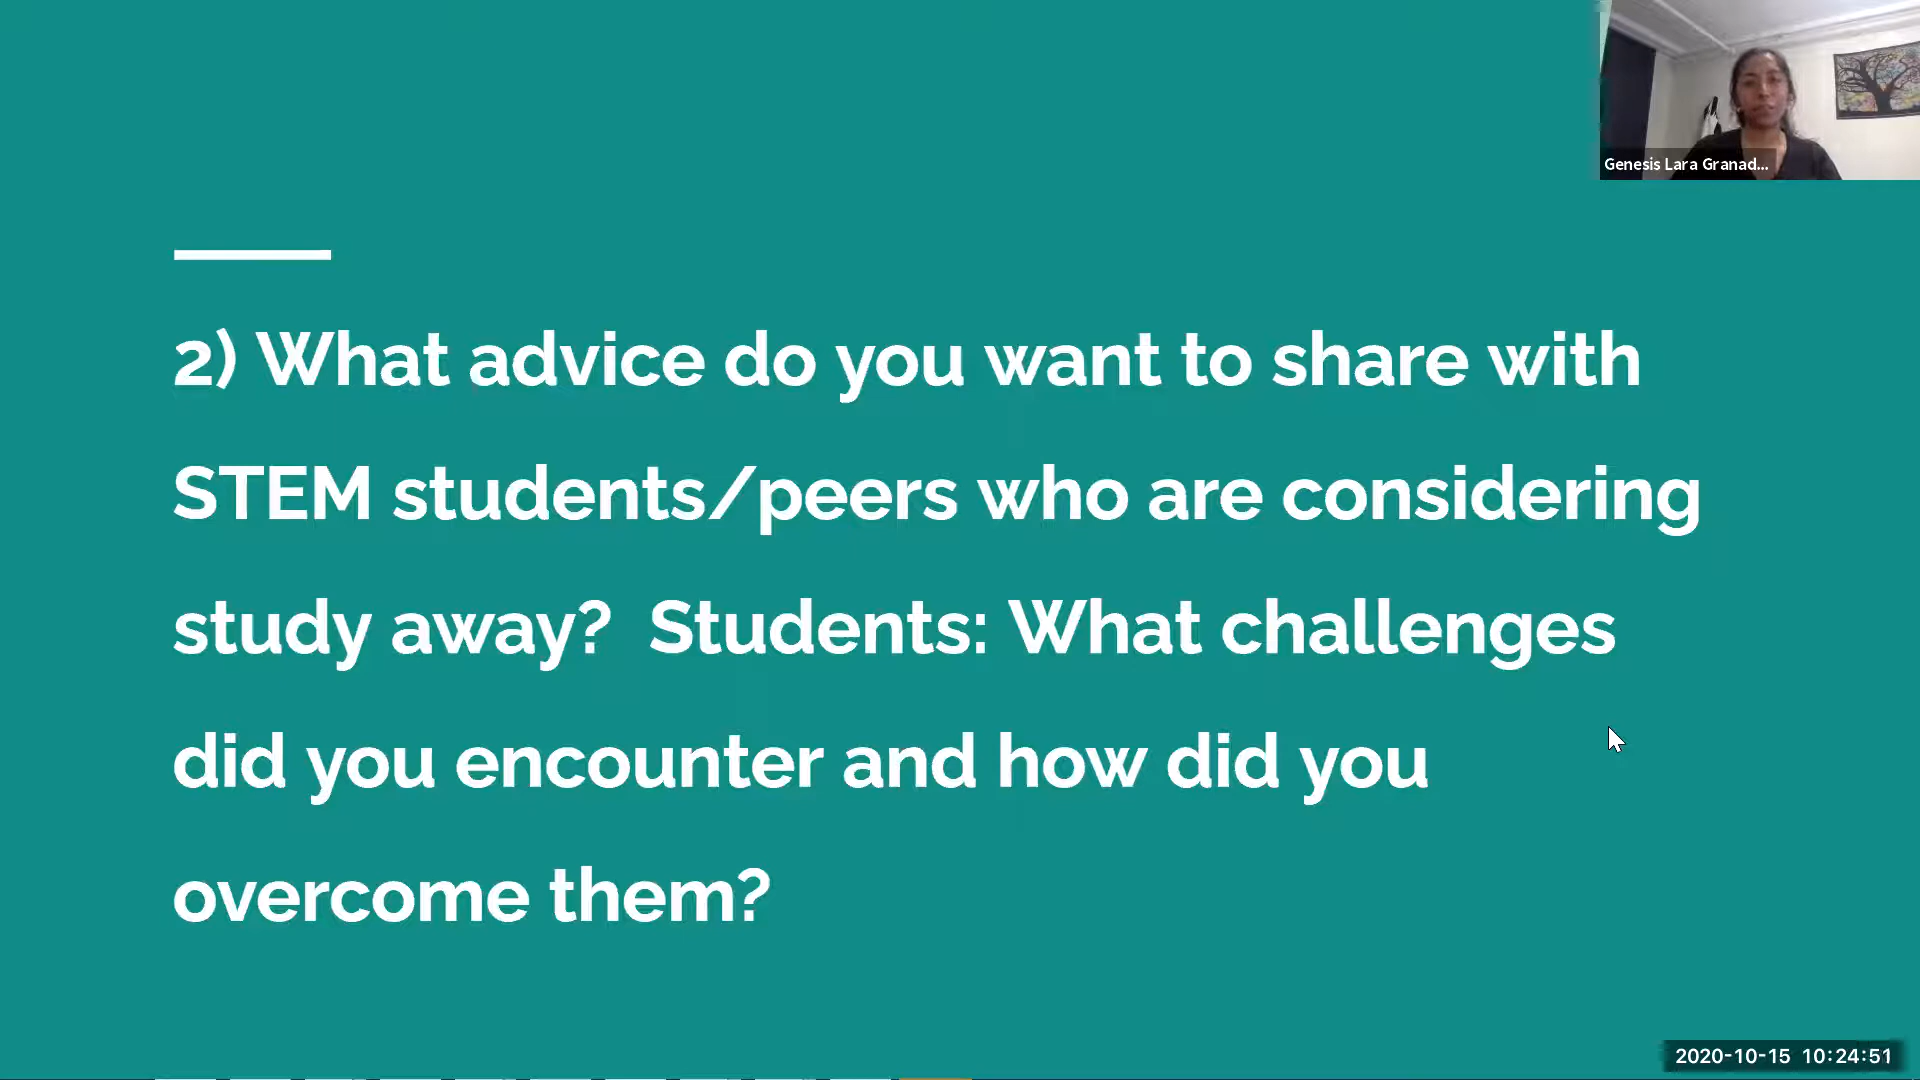 Genesis Lara Granad...
2) What advice do you want to share with
STEM students/peers who are considering
study away?  Students: What challenges
did you encounter and how did you
overcome them?
2020-10-15 10:24:51